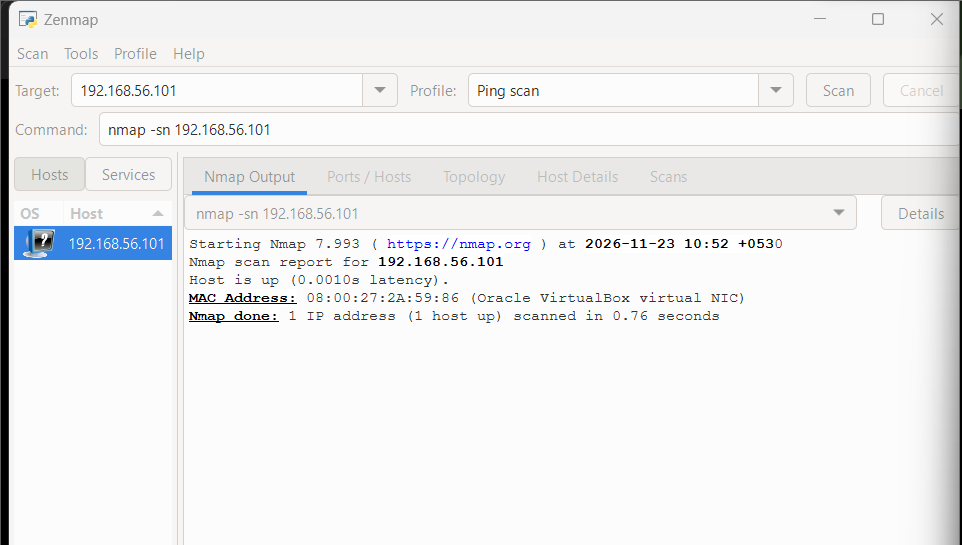 Zenmap
Scan Tools Profile Help
Target: 192.168.56.101 Profile: Ping scan Scan Cancel
Command: nmap -sn 192.168.56.101
Hosts Services
OS Host
192.168.56.101
Nmap Output Ports / Hosts Topology Host Details Scans
nmap -sn 192.168.56.101 Details
Starting Nmap 7.993 ( https://nmap.org ) at 2026-11-23 10:52 +0530
Nmap scan report for 192.168.56.101
Host is up (0.0010s latency).
MAC Address: 08:00:27:2A:59:86 (Oracle VirtualBox virtual NIC)
Nmap done: 1 IP address (1 host up) scanned in 0.76 seconds